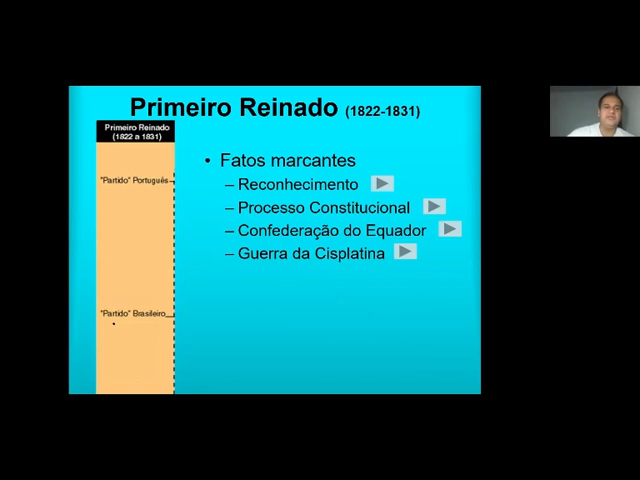 Primeiro Reinado (1822-1831)
Primeiro Reinado
(1822 a 1831)
"Partido" Português
"Partido" Brasileiro
• Fatos marcantes
– Reconhecimento
– Processo Constitucional
– Confederação do Equador
– Guerra da Cisplatina